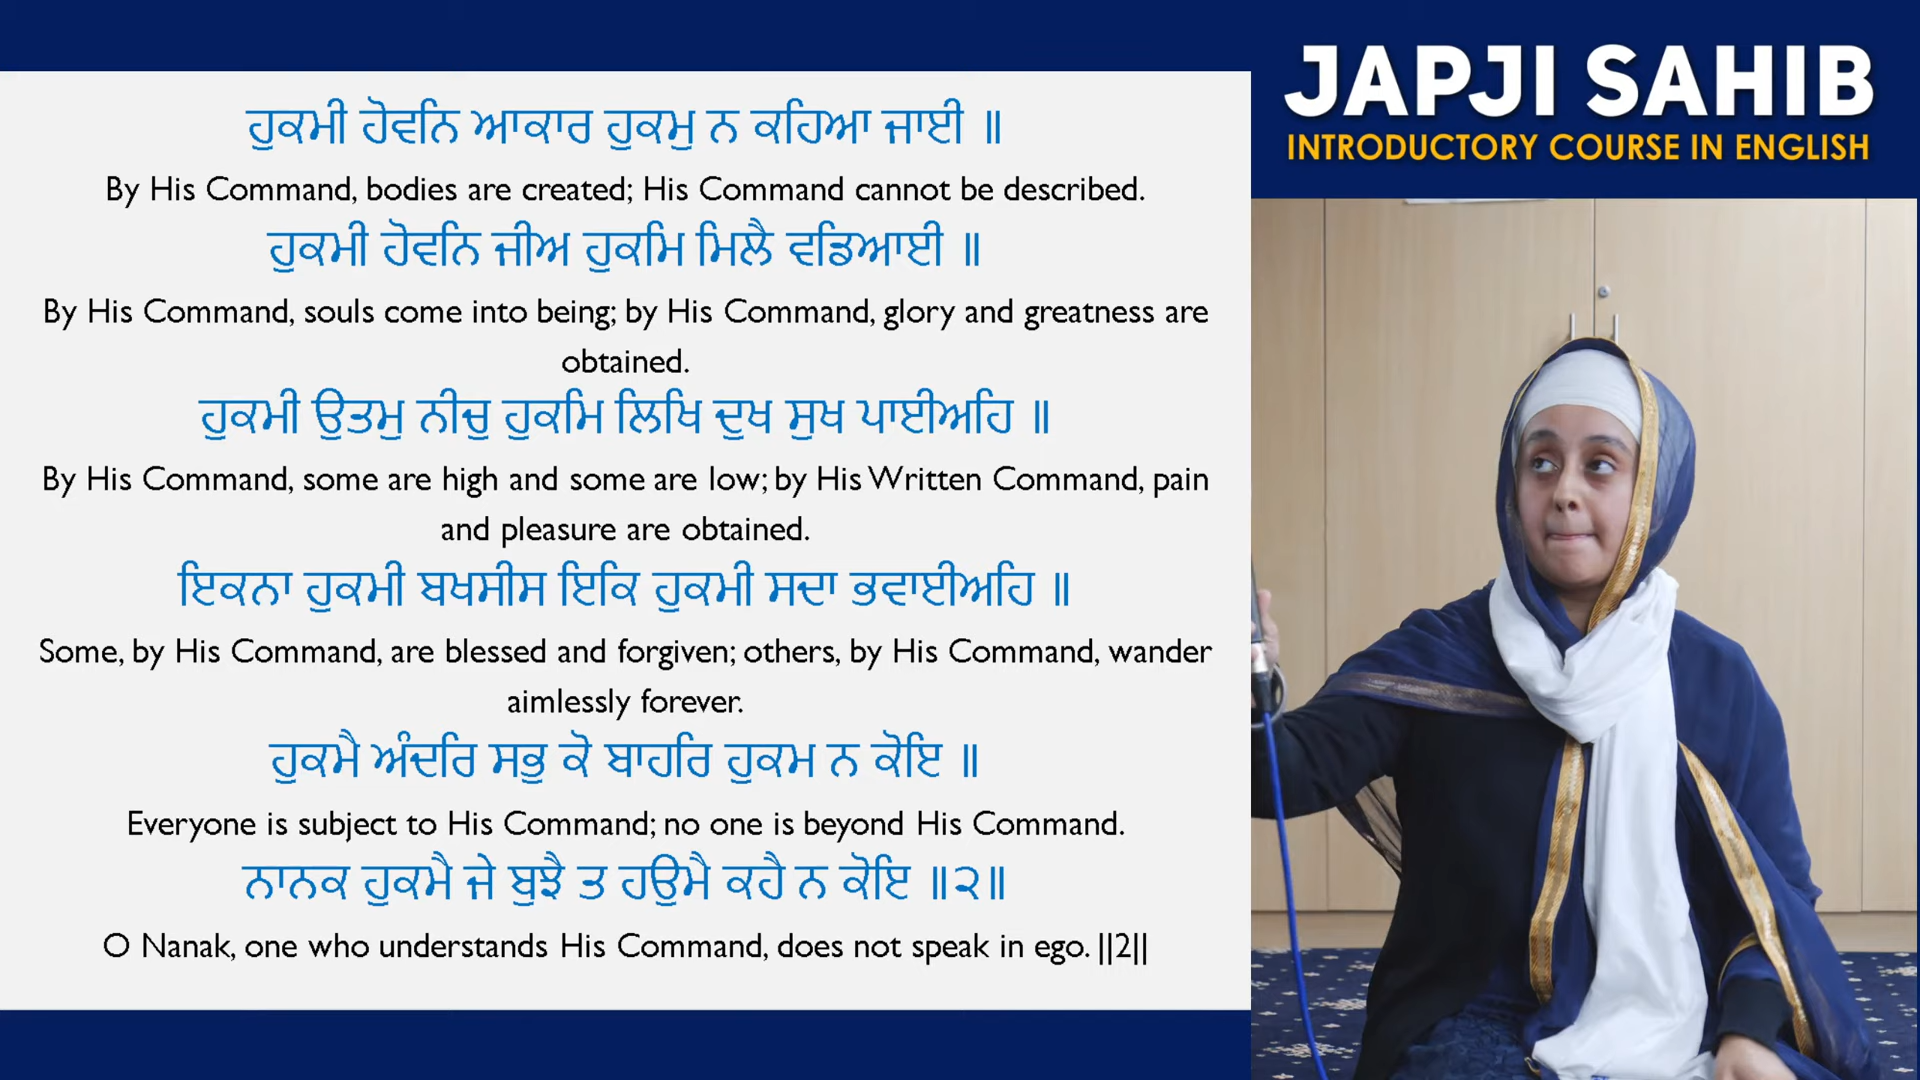 ਹੁਕਮੀ ਹੋਵਨਿ ਆਕਾਰ ਹੁਕਮੁ ਨ ਕਹਿਆ ਜਾਈ ॥
By His Command, bodies are created; His Command cannot be described.
ਹੁਕਮੀ ਹੋਵਨਿ ਜੀਅ ਹੁਕਮਿ ਮਿਲੈ ਵਡਿਆਈ ॥
By His Command, souls come into being; by His Command, glory and greatness are
obtained.
ਹੁਕਮੀ ਉਤਮੁ ਨੀਚੁ ਹੁਕਮਿ ਲਿਖਿ ਦੁਖ ਸੁਖ ਪਾਈਅਹਿ ॥
By His Command, some are high and some are low; by His Written Command, pain
and pleasure are obtained.
ਇਕਨਾ ਹੁਕਮੀ ਬਖਸੀਸ ਇਕਿ ਹੁਕਮੀ ਸਦਾ ਭਵਾਈਅਹਿ ॥
Some, by His Command, are blessed and forgiven; others, by His Command, wander
aimlessly forever.
ਹੁਕਮੈ ਅੰਦਰਿ ਸਭੁ ਕੋ ਬਾਹਰਿ ਹੁਕਮ ਨ ਕੋਇ ॥
Everyone is subject to His Command; no one is beyond His Command.
ਨਾਨਕ ਹੁਕਮੈ ਜੇ ਬੁਝੈ ਤ ਹਉਮੈ ਕਹੈ ਨ ਕੋਇ ॥੨॥
O Nanak, one who understands His Command, does not speak in ego. ||2||
JAPJI SAHIB
INTRODUCTORY COURSE IN ENGLISH